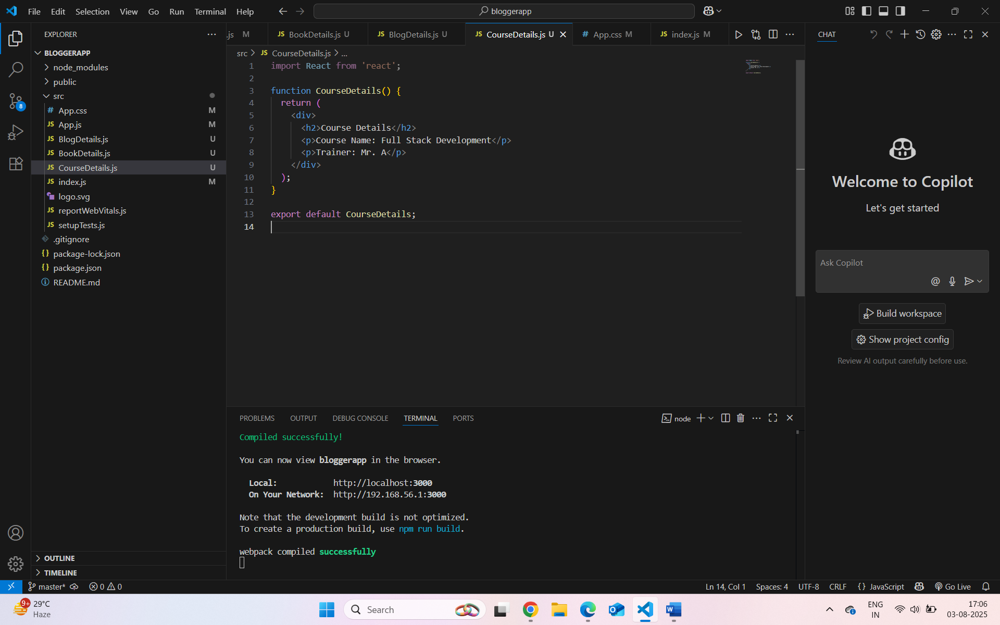 File Edit Selection View Go Run Terminal Help
bloggerapp
EXPLORER
BLOGGERAPP
node_modules
public
src
App.css M
App.js M
BlogDetails.js U
BookDetails.js U
CourseDetails.js U
index.js M
logo.svg
reportWebVitals.js
setupTests.js
.gitignore
package-lock.json
package.json
README.md
OUTLINE
TIMELINE
8
.js M JS BookDetails.js U JS BlogDetails.js U JS CourseDetails.js U # App.css M JS index.js M
src > JS CourseDetails.js > ...
1 import React from 'react';
2
3 function CourseDetails() {
4 return (
5 <div>
6 <h2>Course Details</h2>
7 <p>Course Name: Full Stack Development</p>
8 <p>Trainer: Mr. A</p>
9 </div>
10 );
11 }
12
13 export default CourseDetails;
14
PROBLEMS OUTPUT DEBUG CONSOLE TERMINAL PORTS
node
Compiled successfully!
You can now view bloggerapp in the browser.
Local: http://localhost:3000
On Your Network: http://192.168.56.1:3000
Note that the development build is not optimized.
To create a production build, use npm run build.
webpack compiled successfully
CHAT
Welcome to Copilot
Let's get started
Ask Copilot
Build workspace
Show project config
Review AI output carefully before use.
master* 0 0
Ln 14, Col 1 Spaces: 4 UTF-8 CRLF {} JavaScript Go Live
9+
29°C
Haze
Search
ENG
IN
17:06
03-08-2025